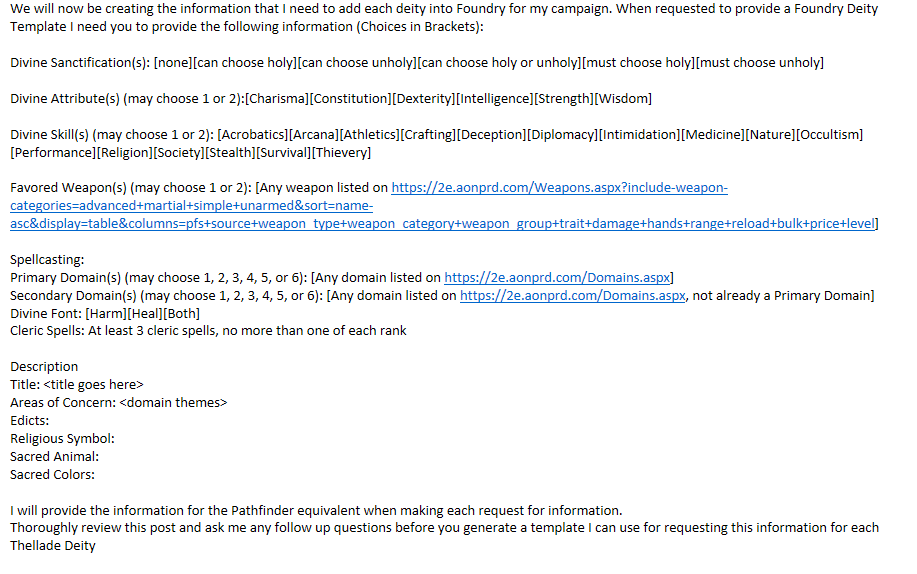 We will now be creating the information that I need to add each deity into Foundry for my campaign. When requested to provide a Foundry Deity
Template I need you to provide the following information (Choices in Brackets):
Divine Sanctification(s): [none][can choose holy][can choose unholy][can choose holy or unholy][must choose holy][must choose unholy]
Divine Attribute(s) (may choose 1 or 2):[Charisma][Constitution][Dexterity][Intelligence][Strength][Wisdom]
Divine Skill(s) (may choose 1 or 2): [Acrobatics][Arcana][Athletics][Crafting][Deception][Diplomacy][Intimidation][Medicine][Nature][Occultism]
[Performance][Religion][Society][Stealth][Survival][Thievery]
Favored Weapon(s) (may choose 1 or 2): [Any weapon listed on https://2e.aonprd.com/Weapons.aspx?include-weapon-
categories=advanced+martial+simple+unarmed&sort=name-
asc&display=table&columns=pfs+source+weapon_type+weapon_category+weapon_group+trait+damage+hands+range+reload+bulk+price+level]
Spellcasting:
Primary Domain(s) (may choose 1, 2, 3, 4, 5, or 6): [Any domain listed on https://2e.aonprd.com/Domains.aspx]
Secondary Domain(s) (may choose 1, 2, 3, 4, 5, or 6): [Any domain listed on https://2e.aonprd.com/Domains.aspx, not already a Primary Domain]
Divine Font: [Harm][Heal][Both]
Cleric Spells: At least 3 cleric spells, no more than one of each rank
Description
Title: <title goes here>
Areas of Concern: <domain themes>
Edicts:
Religious Symbol:
Sacred Animal:
Sacred Colors:
I will provide the information for the Pathfinder equivalent when making each request for information.
Thoroughly review this post and ask me any follow up questions before you generate a template I can use for requesting this information for each
Thellade Deity